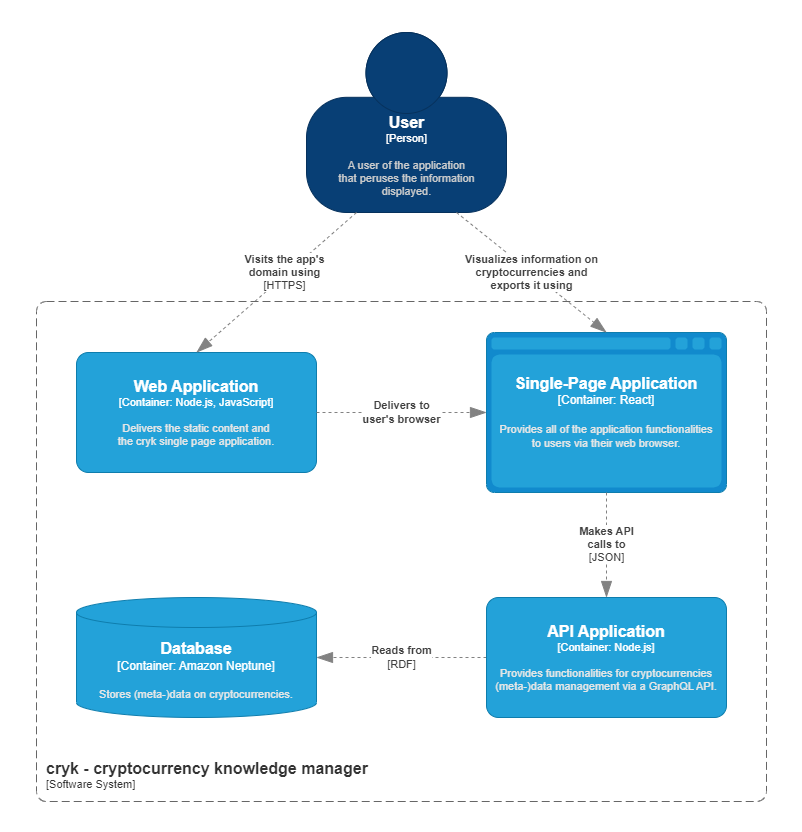 User
[Person]
A user of the application
that peruses the information
displayed.
Visits the app's
domain using
[HTTPS]
Visualizes information on
cryptocurrencies and
exports it using
Web Application
[Container: Node.js, JavaScript]
Delivers the static content and
the cryk single page application.
Delivers to
user's browser
Single-Page Application
[Container: React]
Provides all of the application functionalities
to users via their web browser.
Makes API
calls to
[JSON]
Database
[Container: Amazon Neptune]
Stores (meta-)data on cryptocurrencies.
Reads from
[RDF]
API Application
[Container: Node.js]
Provides functionalities for cryptocurrencies
(meta-)data management via a GraphQL API.
cryk - cryptocurrency knowledge manager
[Software System]